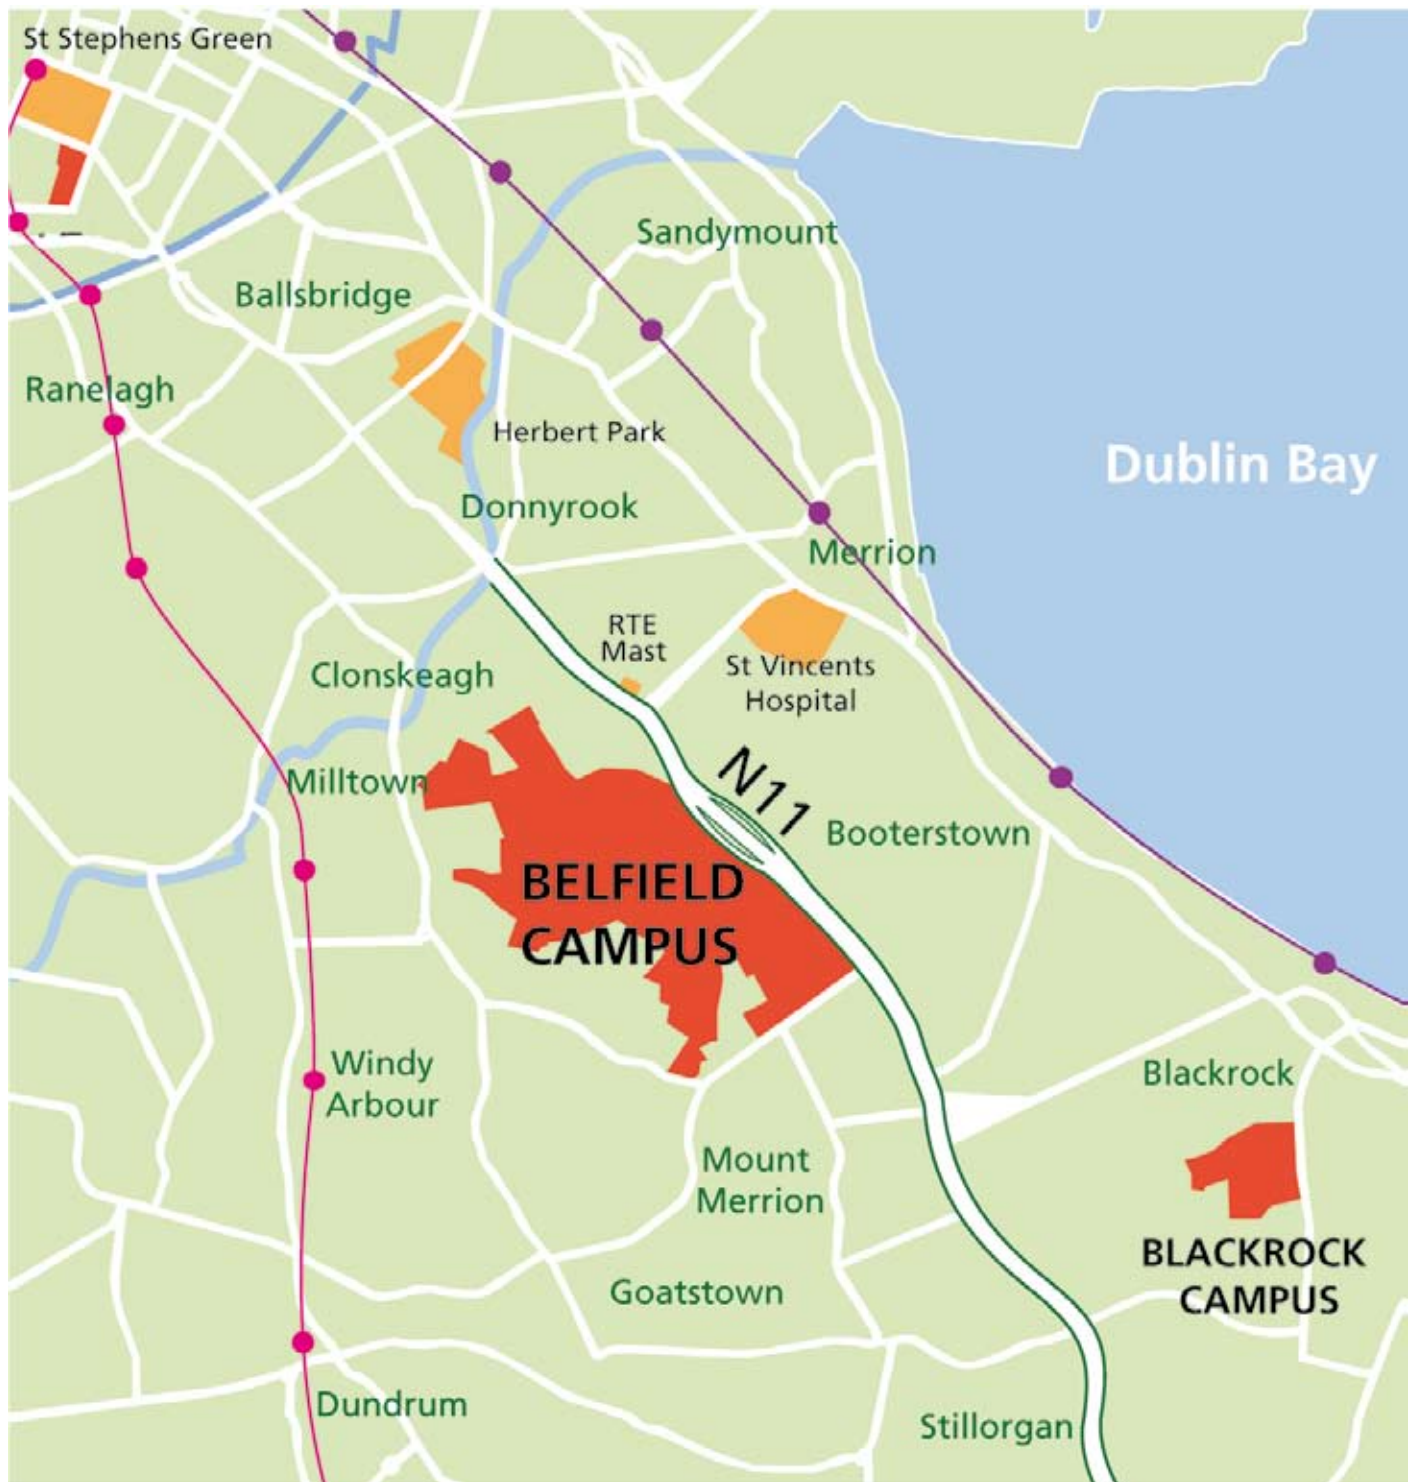 St Stephens Green
Sandymount
Ballsbridge
Ranelagh
Herbert Park
Dublin Bay
Donnyrook
Merrion
RTE
Mast
St Vincents
Hospital
Clonskeagh
Milltown
N11
Booterstown
BELFIELD
CAMPUS
Windy
Arbour
Blackrock
Mount
Merrion
BLACKROCK
CAMPUS
Goatstown
Dundrum
Stillorgan